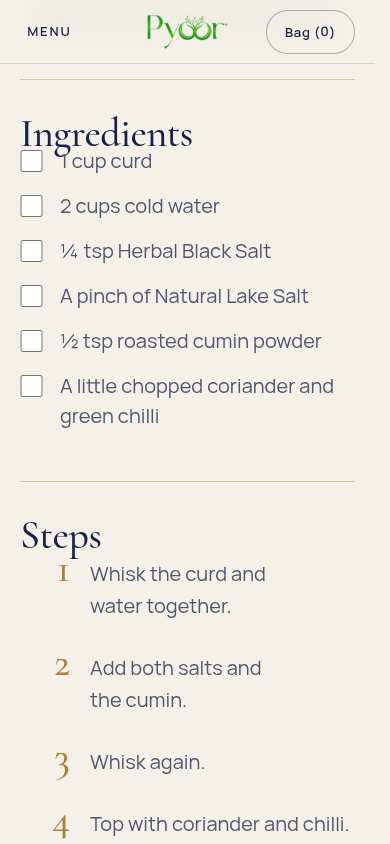 MENU
Pyoor
Bag (0)
Ingredients
1 cup curd
2 cups cold water
¼ tsp Herbal Black Salt
A pinch of Natural Lake Salt
½ tsp roasted cumin powder
A little chopped coriander and
green chilli
Steps
1 Whisk the curd and
water together.
2 Add both salts and
the cumin.
3 Whisk again.
4 Top with coriander and chilli.